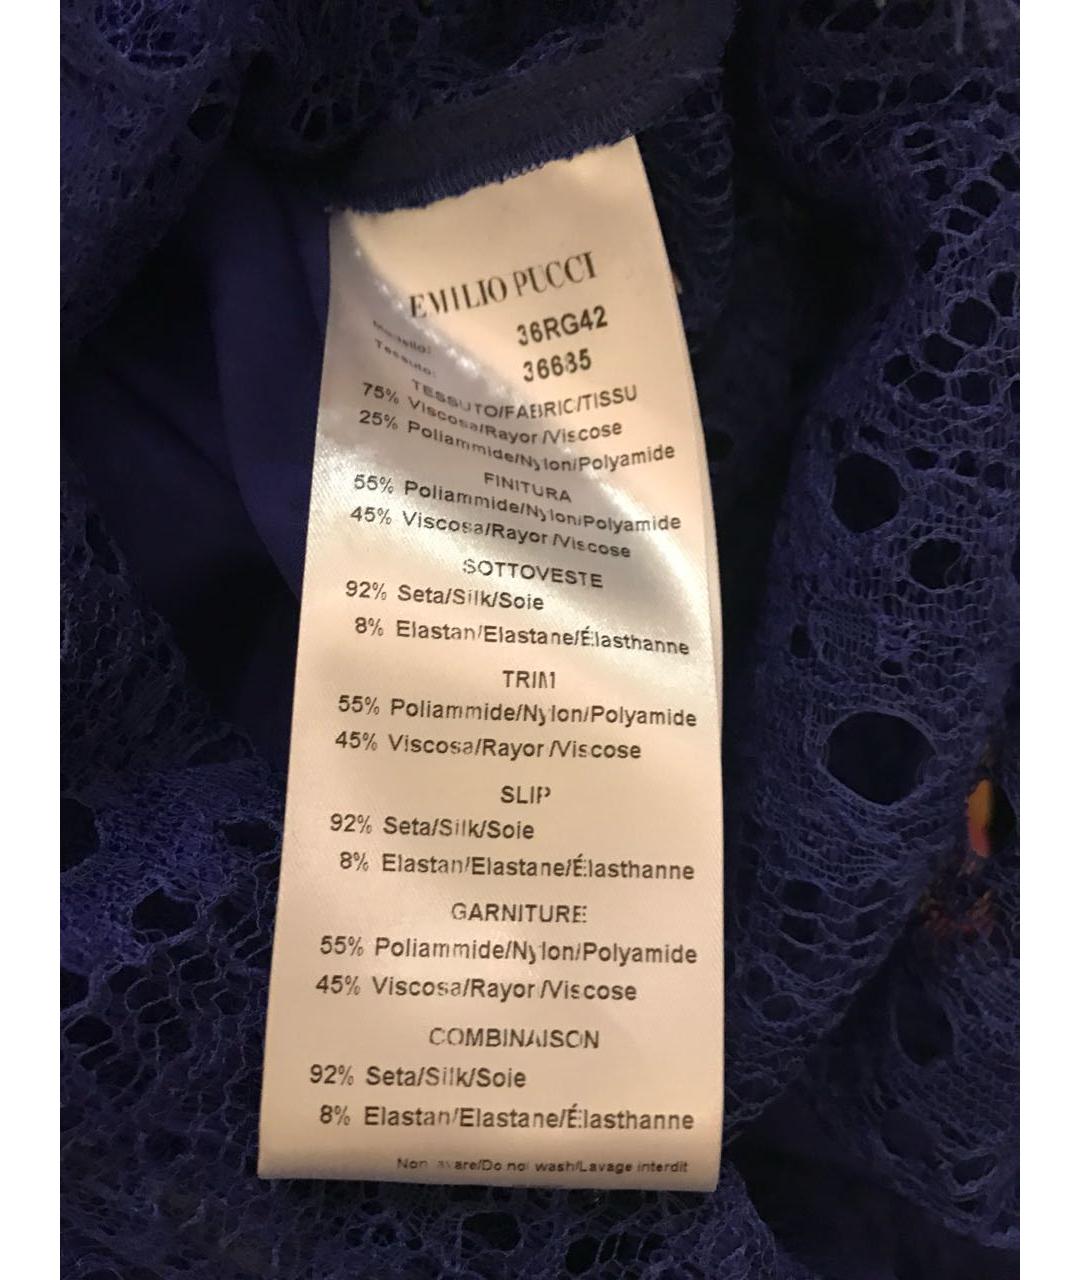 EMILIO PUCCI
Modello: 36RG42
Tessuto: 36635
TESSUTO/FABRIC/TISSU
75% Viscosa/Rayon/Viscose
25% Poliammide/Nylon/Polyamide
FINITURA
55% Poliammide/Nylon/Polyamide
45% Viscosa/Rayon/Viscose
SOTTOVESTE
92% Seta/Silk/Soie
8% Elastan/Elastane/Élasthanne
TRIM
55% Poliammide/Nylon/Polyamide
45% Viscosa/Rayon/Viscose
SLIP
92% Seta/Silk/Soie
8% Elastan/Elastane/Élasthanne
GARNITURE
55% Poliammide/Nylon/Polyamide
45% Viscosa/Rayon/Viscose
COMBINAISON
92% Seta/Silk/Soie
8% Elastan/Elastane/Élasthanne
Non lavare/Do not wash/Lavage interdit